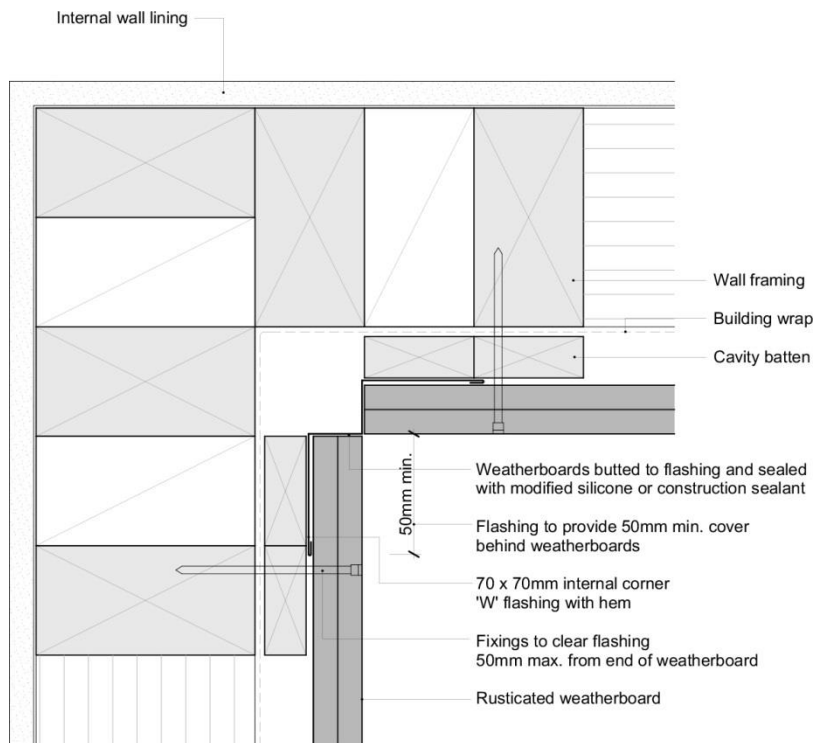 Internal wall lining
Wall framing
Building wrap
Cavity batten
Weatherboards butted to flashing and sealed
with modified silicone or construction sealant
50mm min.
Flashing to provide 50mm min. cover
behind weatherboards
70 x 70mm internal corner
'W' flashing with hem
Fixings to clear flashing
50mm max. from end of weatherboard
Rusticated weatherboard